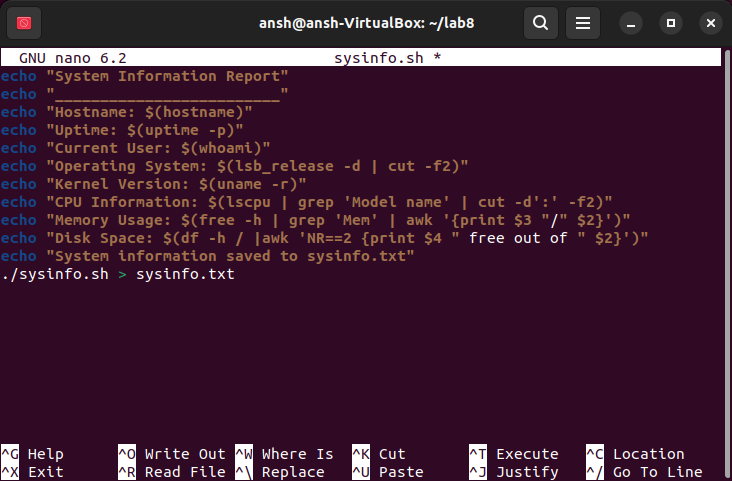 ansh@ansh-VirtualBox: ~/lab8
GNU nano 6.2 sysinfo.sh *
echo "System Information Report"
echo "_________________________"
echo "Hostname: $(hostname)"
echo "Uptime: $(uptime -p)"
echo "Current User: $(whoami)"
echo "Operating System: $(lsb_release -d | cut -f2)"
echo "Kernel Version: $(uname -r)"
echo "CPU Information: $(lscpu | grep 'Model name' | cut -d':' -f2)"
echo "Memory Usage: $(free -h | grep 'Mem' | awk '{print $3 "/" $2}')"
echo "Disk Space: $(df -h / |awk 'NR==2 {print $4 " free out of " $2}')"
echo "System information saved to sysinfo.txt"
./sysinfo.sh > sysinfo.txt
^G Help ^O Write Out ^W Where Is ^K Cut ^T Execute ^C Location
^X Exit ^R Read File ^\ Replace ^U Paste ^J Justify ^/ Go To Line